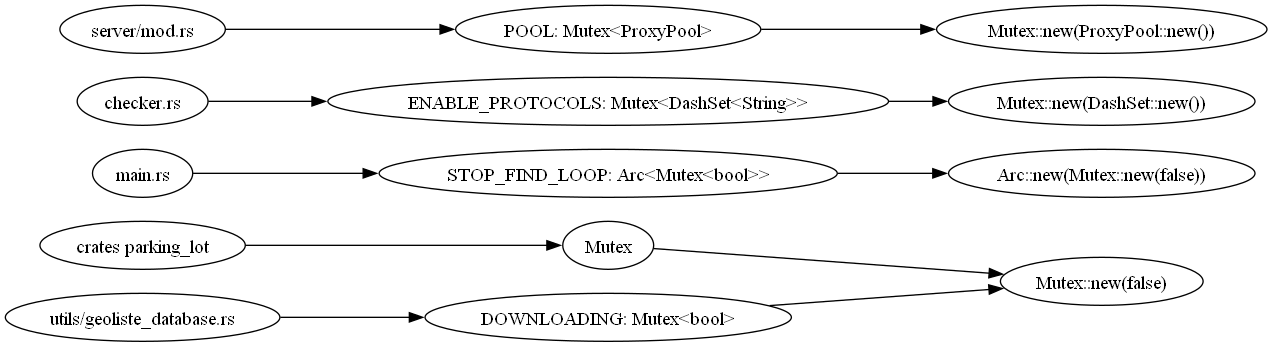 server/mod.rs
POOL: Mutex<ProxyPool>
Mutex::new(ProxyPool::new())
checker.rs
ENABLE_PROTOCOLS: Mutex<DashSet<String>>
Mutex::new(DashSet::new())
main.rs
STOP_FIND_LOOP: Arc<Mutex<bool>>
Arc::new(Mutex::new(false))
crates parking_lot
Mutex
Mutex::new(false)
utils/geoliste_database.rs
DOWNLOADING: Mutex<bool>